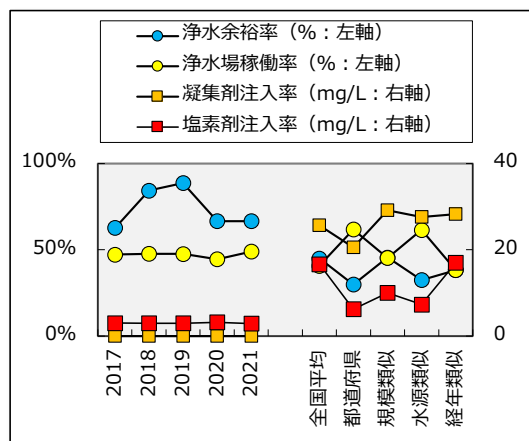 浄水余裕率（%：左軸）
浄水場稼働率（%：左軸）
凝集剤注入率（mg/L：右軸）
塩素剤注入率（mg/L：右軸）
100%
50%
0%
40
20
0
2017
2018
2019
2020
2021
全国平均
都道府県
規模類似
水源類似
経年類似